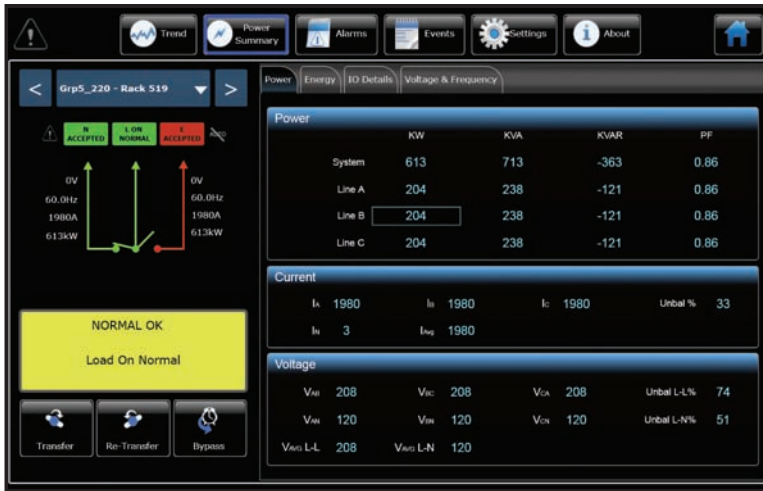 Trend
Power Summary
Alarms
Events
Settings
About
< Grp5_220 - Rack 519 >
N ACCEPTED
L ON NORMAL
E ACCEPTED
0V
60.0Hz
1980A
613kW
0V
60.0Hz
1980A
613kW
NORMAL OK
Load On Normal
Transfer
Re-Transfer
Bypass
Power Energy IO Details Voltage & Frequency
Power
KW KVA KVAR PF
System 613 713 -363 0.86
Line A 204 238 -121 0.86
Line B 204 238 -121 0.86
Line C 204 238 -121 0.86
Current
IA 1980 IB 1980 IC 1980 Unbal % 33
IN 3 IAvg 1980
Voltage
VAB 208 VBC 208 VCA 208 Unbal L-L% 74
VAN 120 VBN 120 VCN 120 Unbal L-N% 51
VAVG L-L 208 VAVG L-N 120